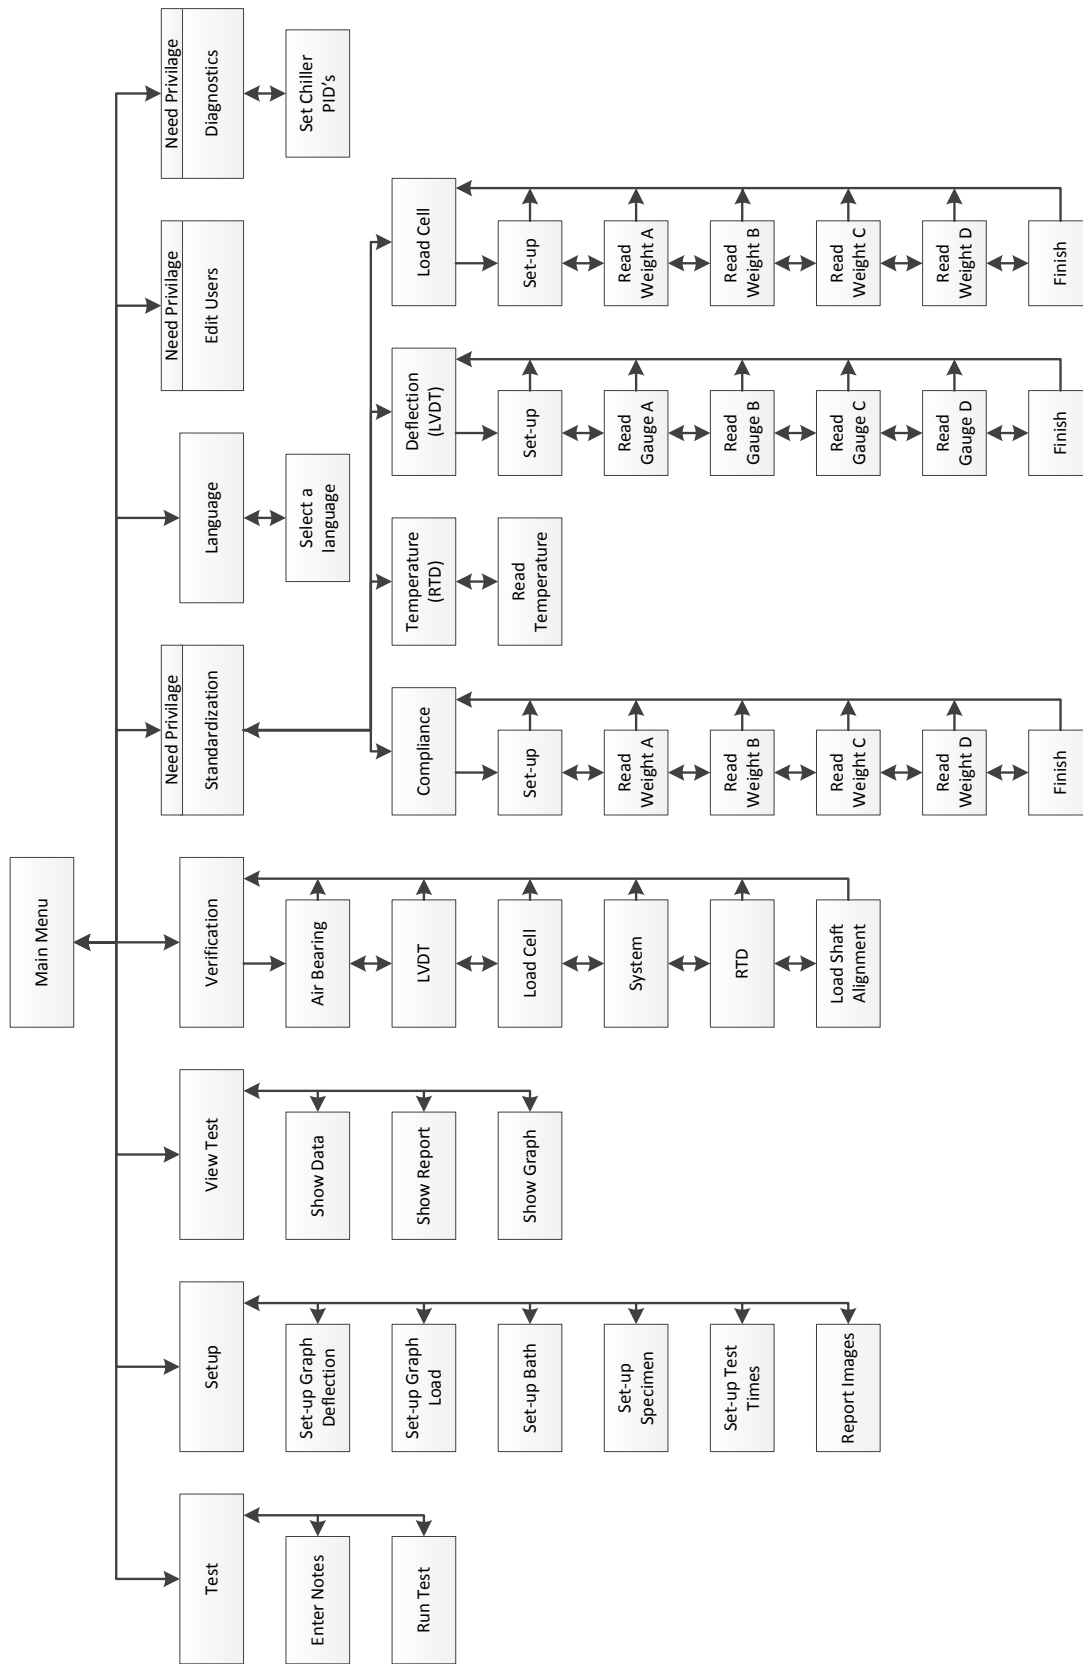 Main Menu
Test
Enter Notes
Run Test
Setup
Set-up Graph
Deflection
Set-up Graph
Load
Set-up Bath
Set-up
Specimen
Set-up Test
Times
Report Images
View Test
Show Data
Show Report
Show Graph
Verification
Air Bearing
LVDT
Load Cell
System
RTD
Load Shaft
Alignment
Need Privilage
Standardization
Compliance
Set-up
Read
Weight A
Read
Weight B
Read
Weight C
Read
Weight D
Finish
Temperature
(RTD)
Read
Temperature
Deflection
(LVDT)
Set-up
Read
Gauge A
Read
Gauge B
Read
Gauge C
Read
Gauge D
Finish
Load Cell
Set-up
Read
Weight A
Read
Weight B
Read
Weight C
Read
Weight D
Finish
Language
Select a
language
Need Privilage
Edit Users
Need Privilage
Diagnostics
Set Chiller
PID's